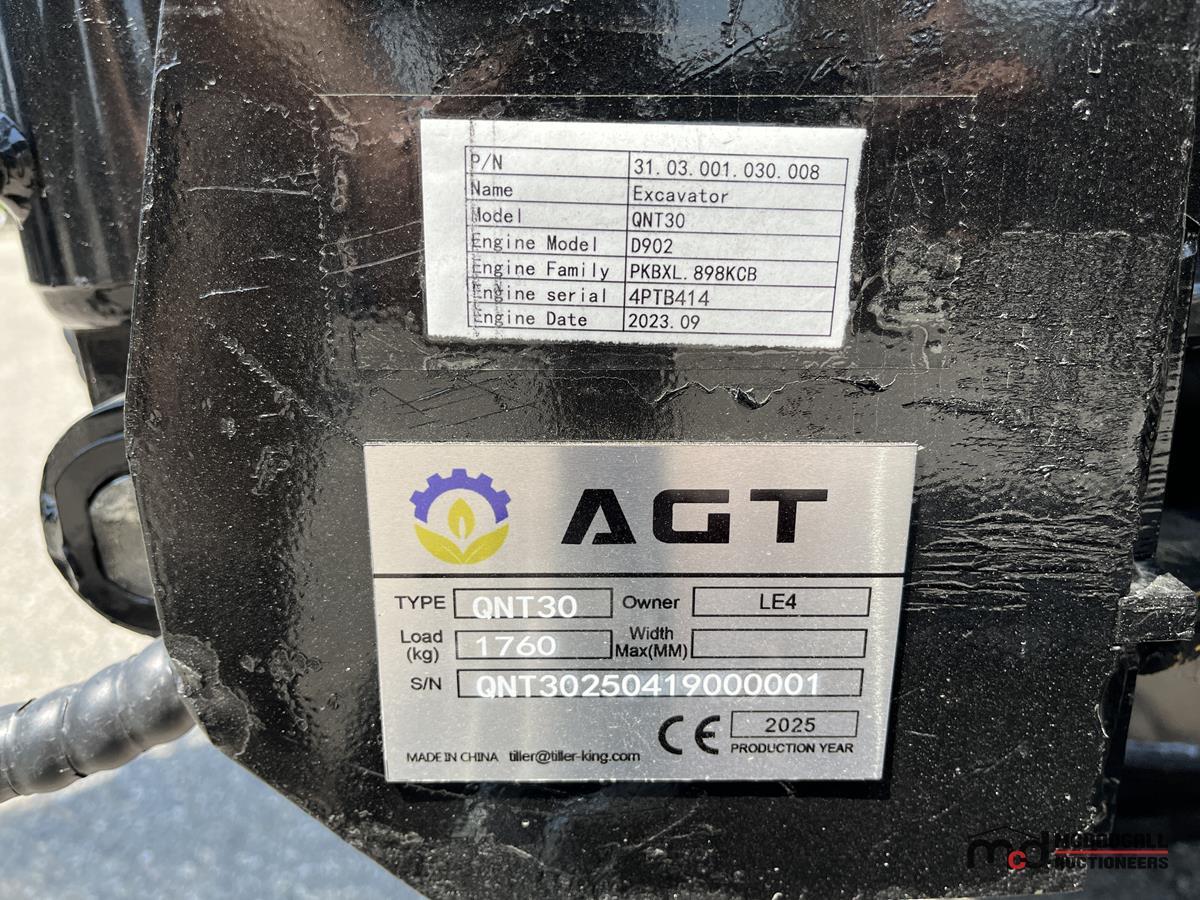 P/N 31.03.001.030.008
Name Excavator
Model QNT30
Engine Model D902
Engine Family PKBXL.898KCB
Engine serial 4PTB414
Engine Date 2023.09
AGT
TYPE QNT30 Owner LE4
Load (kg) 1760 Width Max(MM)
S/N QNT30250419000001
CE 2025
PRODUCTION YEAR
MADE IN CHINA tiller@tiller-king.com
mcd McDOUGALL
AUCTIONEERS